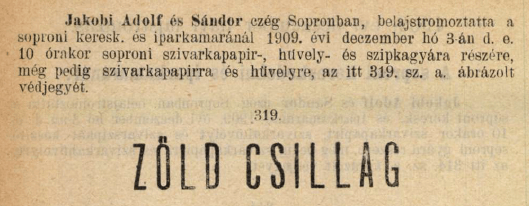 Jakobi Adolf és Sándor czég Sopronban, belajstromoztatta a
soproni keresk. és iparkamaránál 1909. évi deczember hó 3-án d. e.
10 órakor soproni szivarkapapir-, hüvely- és szipkagyára részére,
még pedig szivarkapapirra és hüvelyre, az itt 319. sz. a. ábrázolt
védjegyét.
319.
ZÖLD CSILLAG